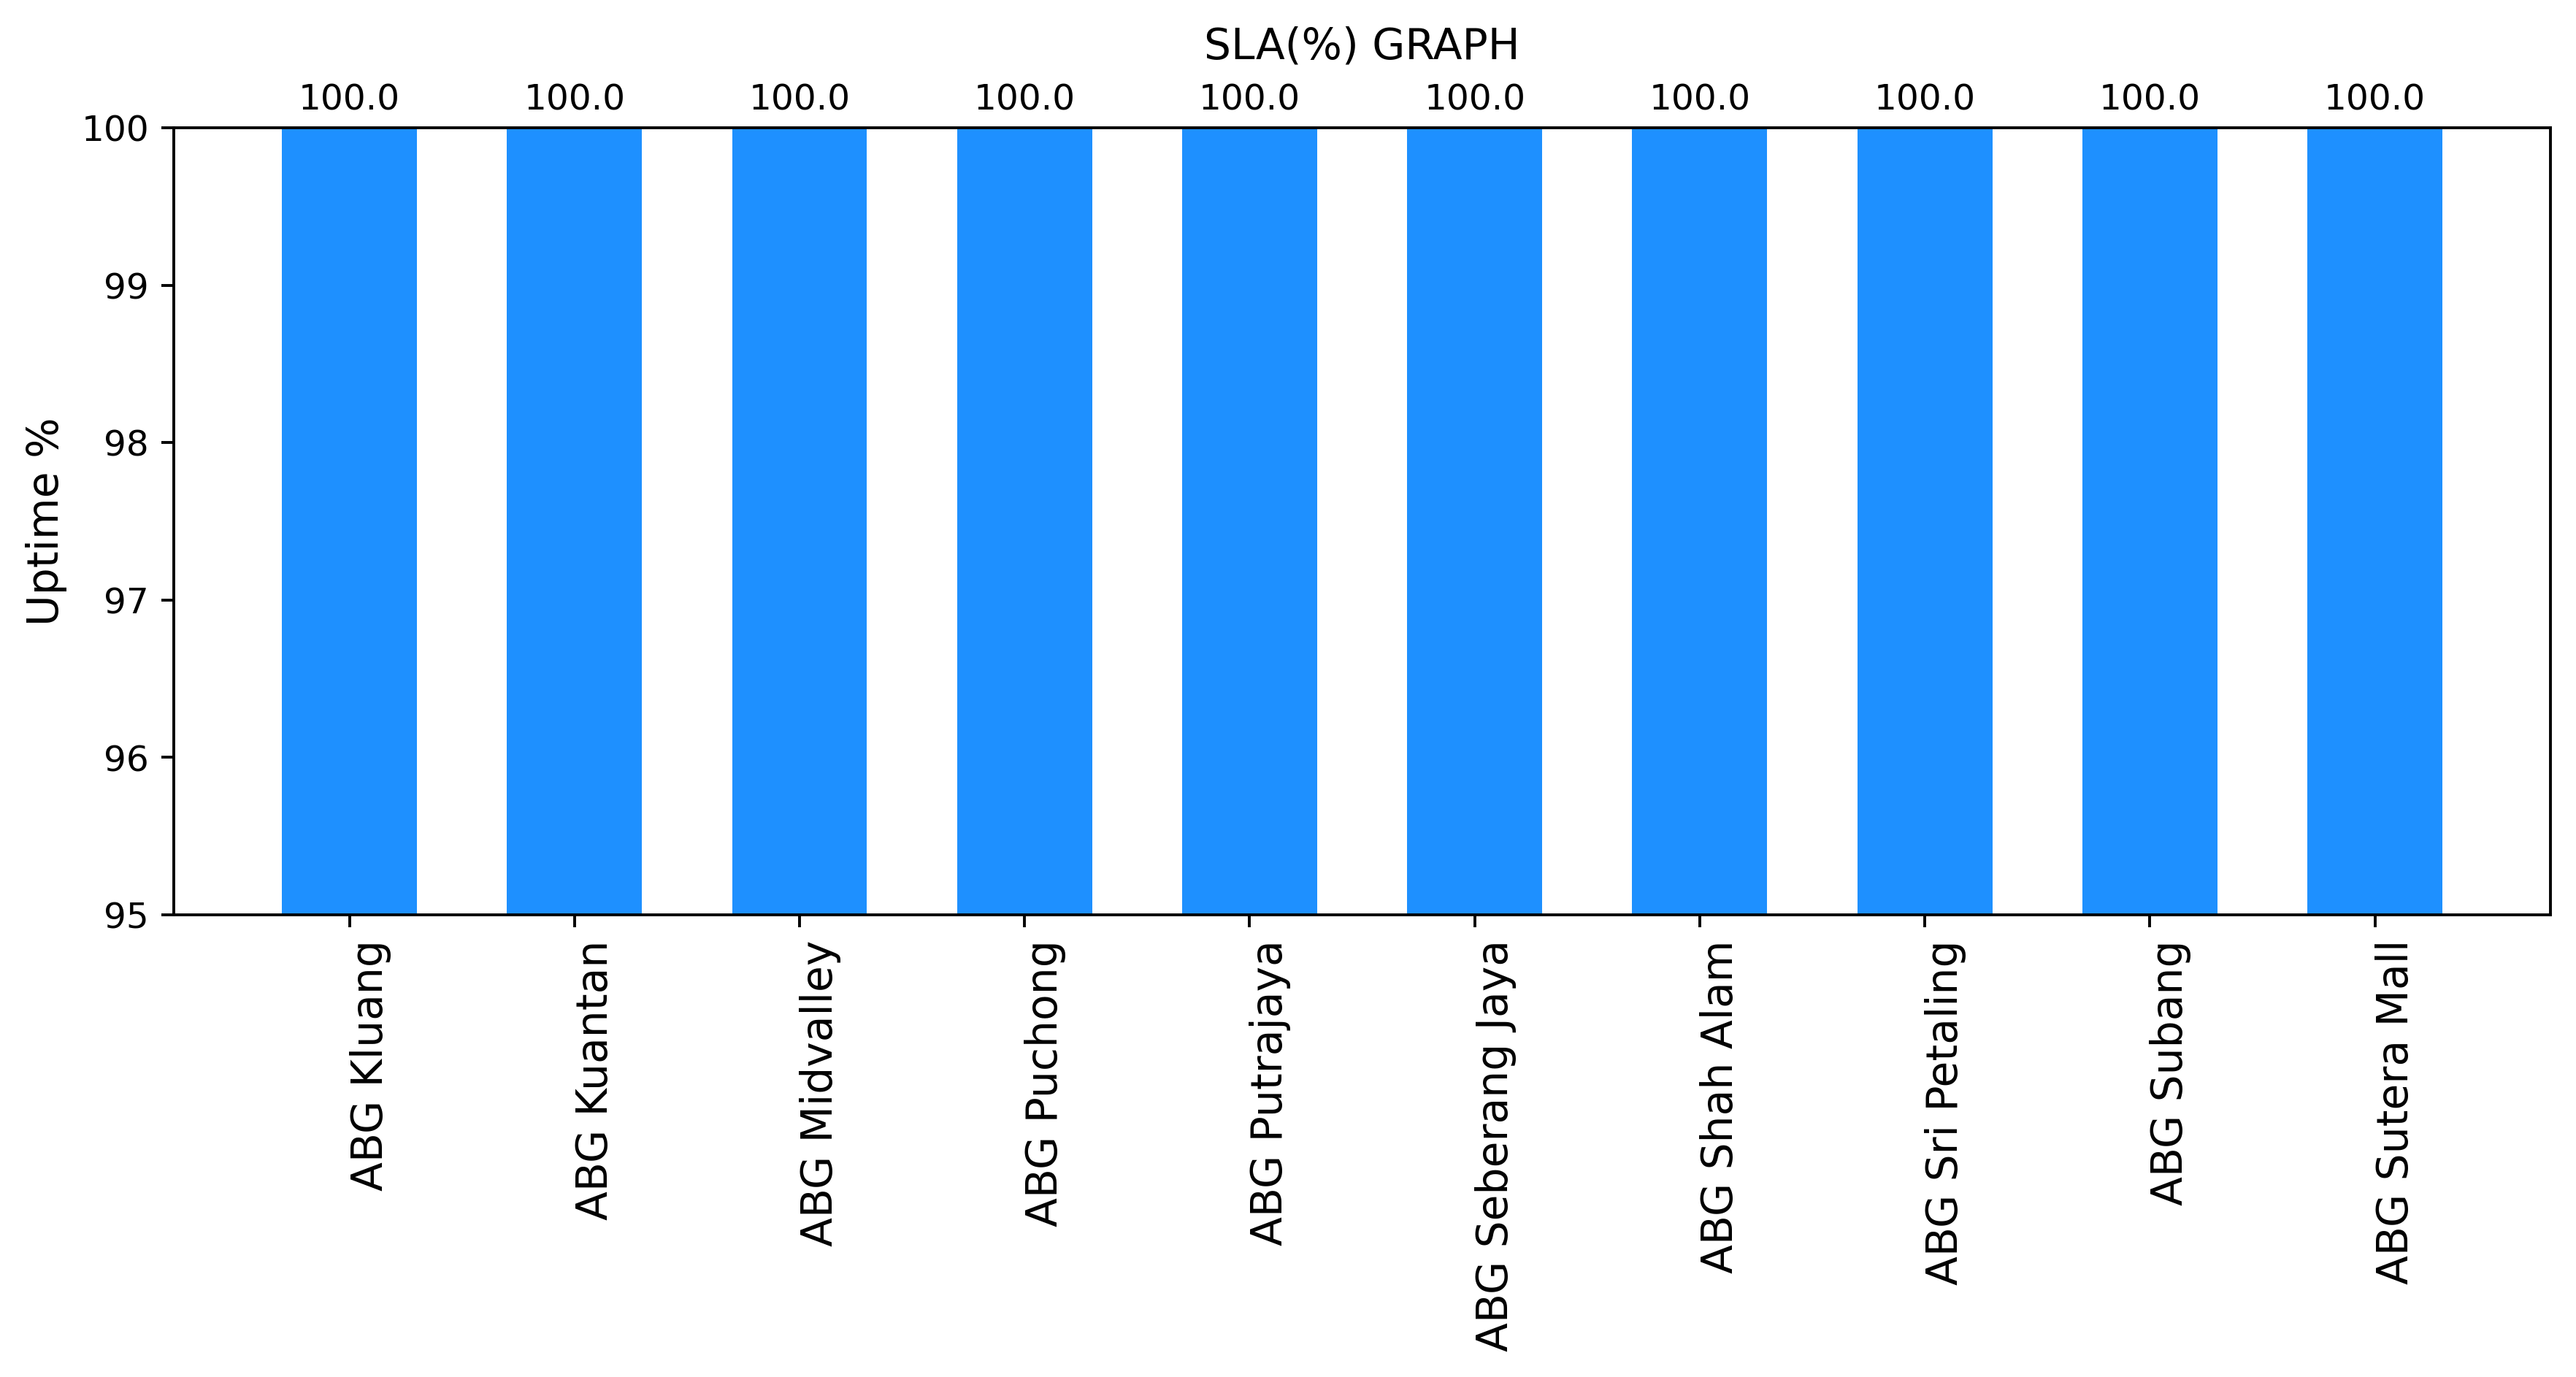 SLA(%) GRAPH
100.0 100.0 100.0 100.0 100.0 100.0 100.0 100.0 100.0 100.0
100
99
98
97
96
95
Uptime %
ABG Kluang
ABG Kuantan
ABG Midvalley
ABG Puchong
ABG Putrajaya
ABG Seberang Jaya
ABG Shah Alam
ABG Sri Petaling
ABG Subang
ABG Sutera Mall